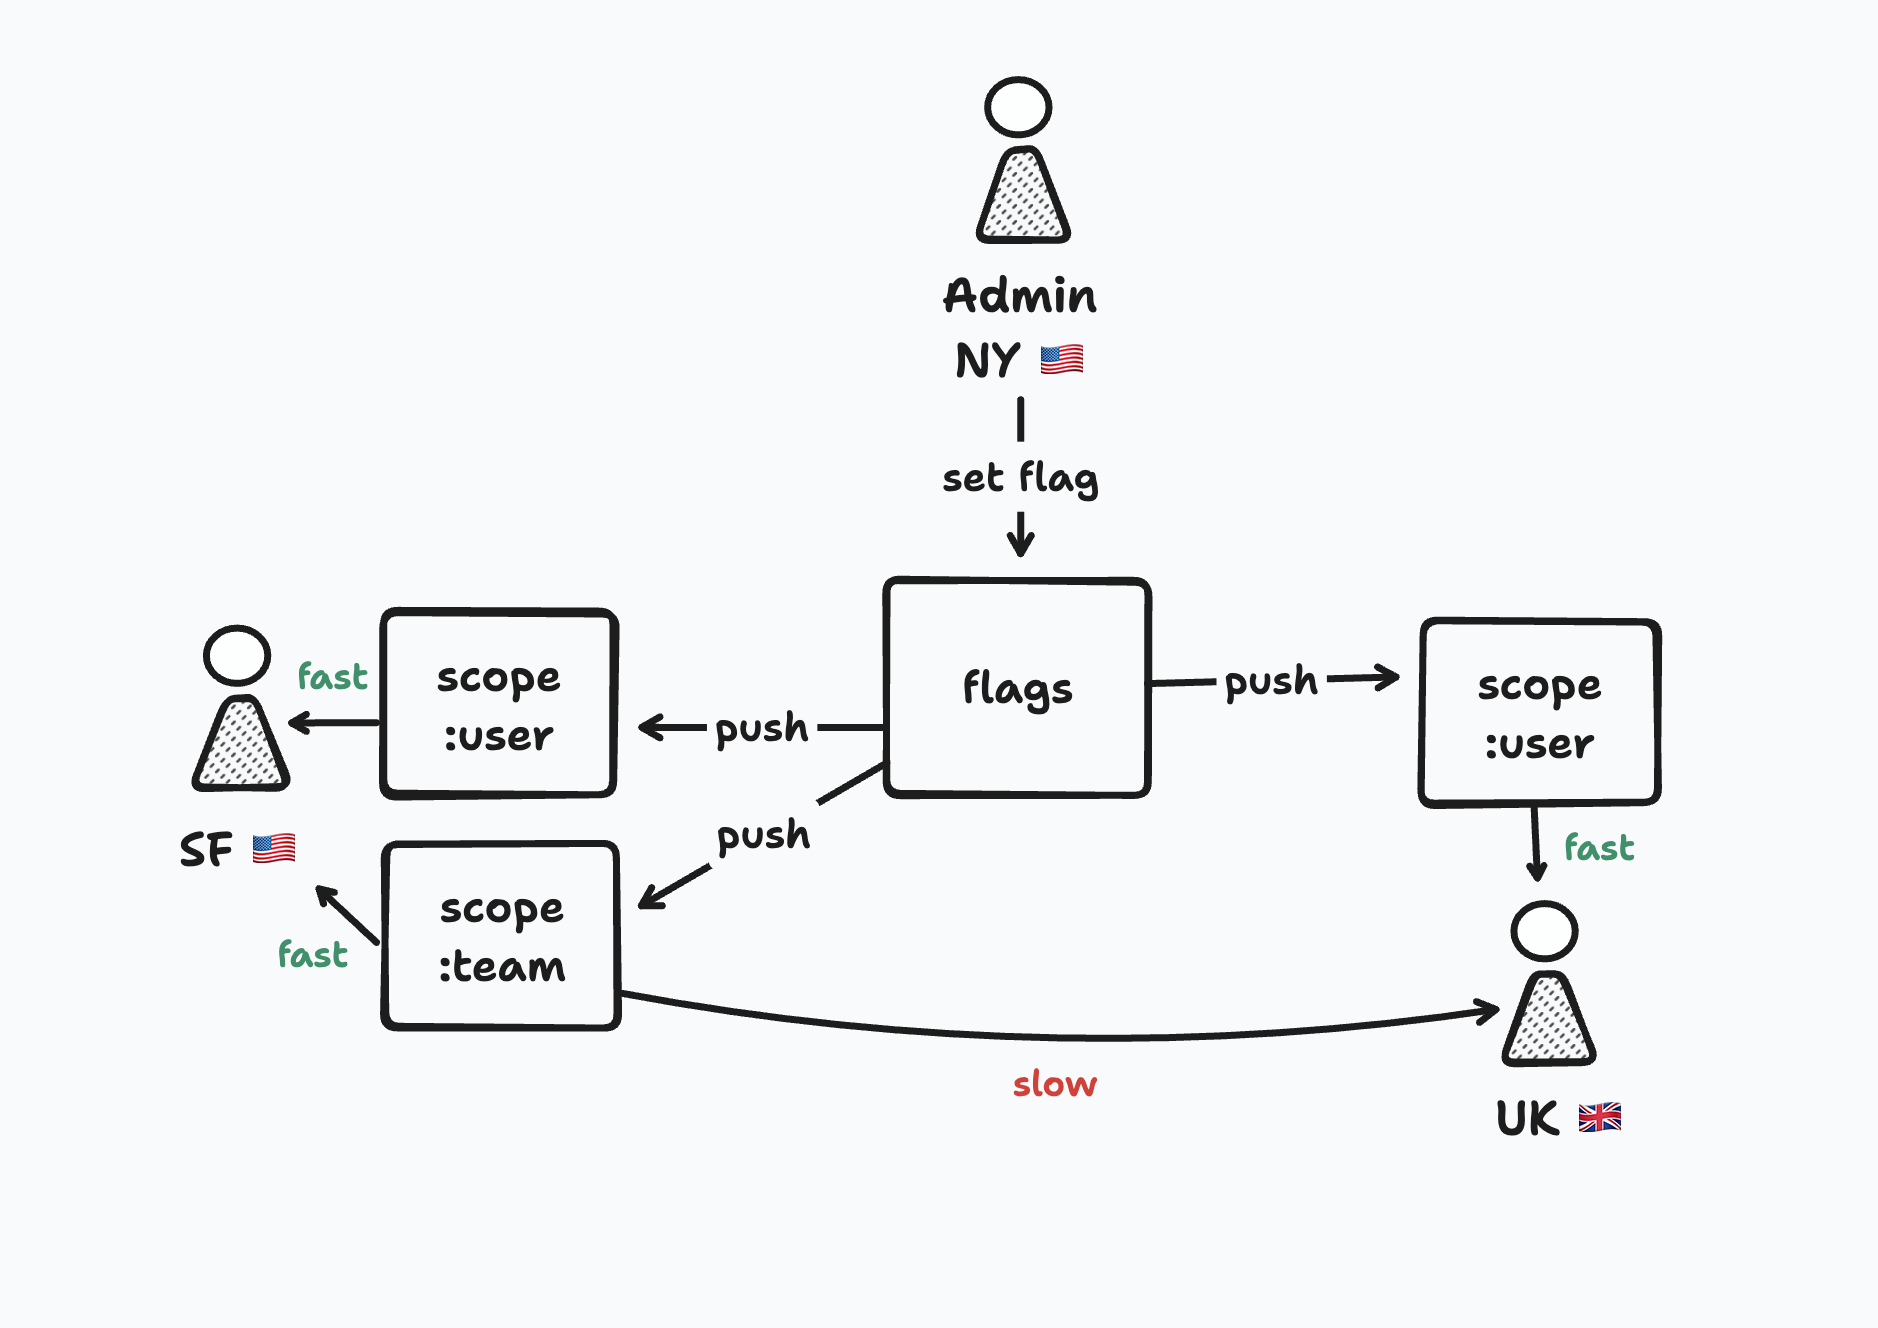 Admin
NY 🇺🇸
set flag
flags
push
scope
:user
fast
push
scope
:user
fast
SF 🇺🇸
push
scope
:team
fast
slow
UK 🇬🇧